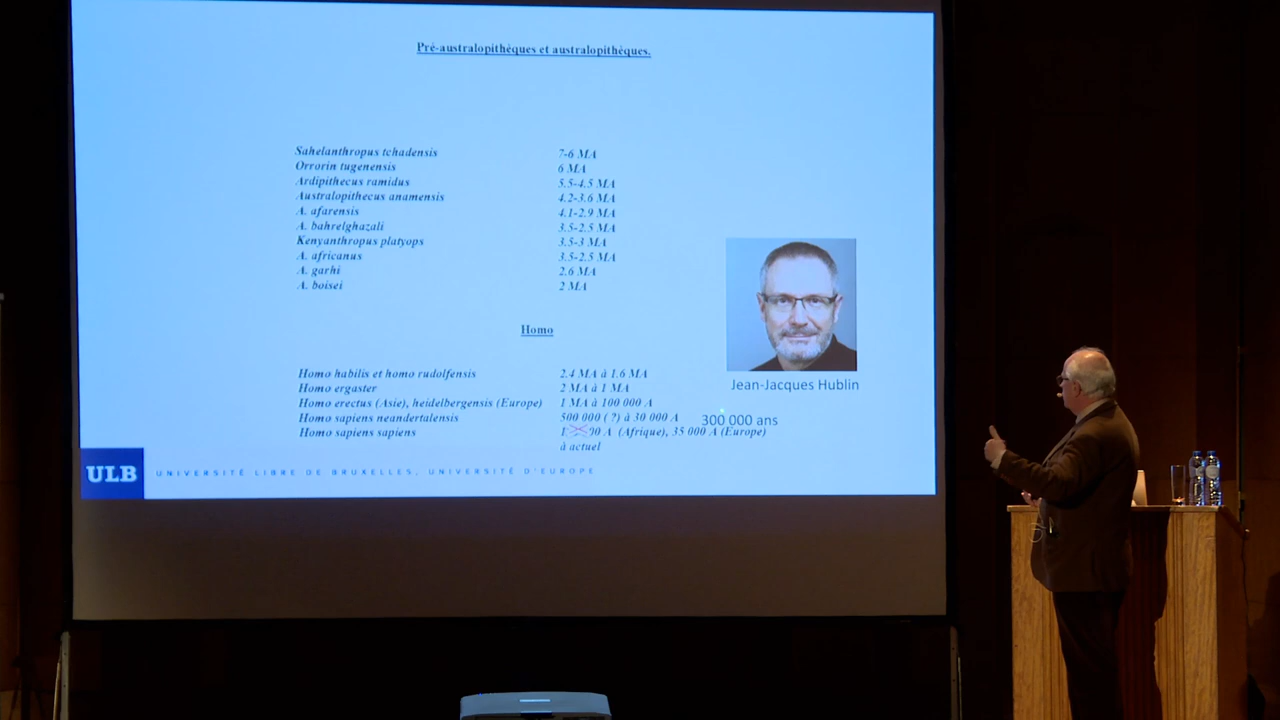 Pré-australopithèques et australopithèques.
Sahelanthropus tchadensis 7-6 MA
Orrorin tugenensis 6 MA
Ardipithecus ramidus 5.5-4.5 MA
Australopithecus anamensis 4.2-3.6 MA
A. afarensis 4.1-2.9 MA
A. bahrelghazali 3.5-2.5 MA
Kenyanthropus platyops 3.5-3 MA
A. africanus 3.5-2.5 MA
A. garhi 2.6 MA
A. boisei 2 MA
Homo
Homo habilis et homo rudolfensis 2.4 MA à 1.6 MA
Homo ergaster 2 MA à 1 MA
Jean-Jacques Hublin
Homo erectus (Asie), heidelbergensis (Europe) 1 MA à 100 000 A
Homo sapiens neandertalensis 500 000 (?) à 30 000 A
300 000 ans
Homo sapiens sapiens A (Afrique), 35 000 A (Europe)
à actuel
ULB UNIVERSITÉ LIBRE DE BRUXELLES, UNIVERSITÉ D'EUROPE